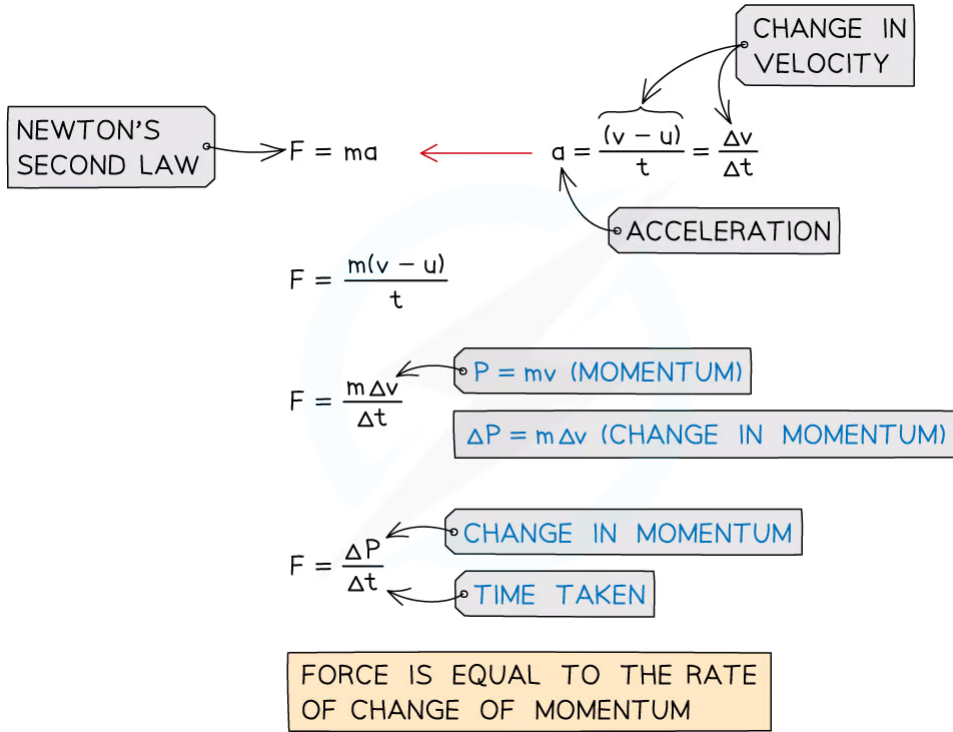 CHANGE IN
VELOCITY
NEWTON'S
SECOND LAW
F = ma
a = (v – u)/t = Δv/Δt
ACCELERATION
F = m(v – u)/t
F = mΔv/Δt
P = mv (MOMENTUM)
ΔP = mΔv (CHANGE IN MOMENTUM)
F = ΔP/Δt
CHANGE IN MOMENTUM
TIME TAKEN
FORCE IS EQUAL TO THE RATE
OF CHANGE OF MOMENTUM